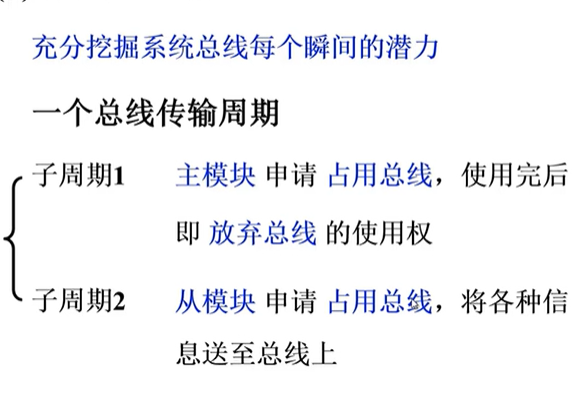 充分挖掘系统总线每个瞬间的潜力
一个总线传输周期
子周期1 主模块 申请 占用总线，使用完后
即 放弃总线 的使用权
子周期2 从模块 申请 占用总线，将各种信
息送至总线上